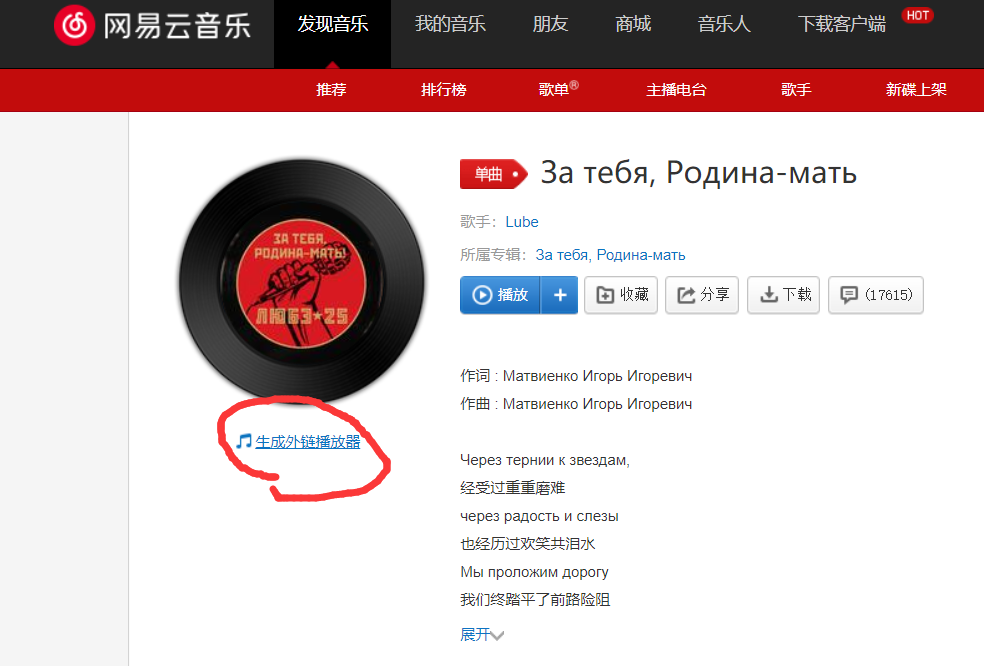 网易云音乐
发现音乐 我的音乐 朋友 商城 音乐人 下载客户端 HOT
推荐 排行榜 歌单® 主播电台 歌手 新碟上架
ЗА ТЕБЯ,
РОДИНА-МАТЬ!
ЛЮБЭ★25
生成外链播放器
单曲 За тебя, Родина-мать
歌手: Lube
所属专辑: За тебя, Родина-мать
播放 + 收藏 分享 下载 (17615)
作词 : Матвиенко Игорь Игоревич
作曲 : Матвиенко Игорь Игоревич
Через тернии к звездам,
经受过重重磨难
через радость и слезы
也经历过欢笑共泪水
Мы проложим дорогу
我们终踏平了前路险阻
展开